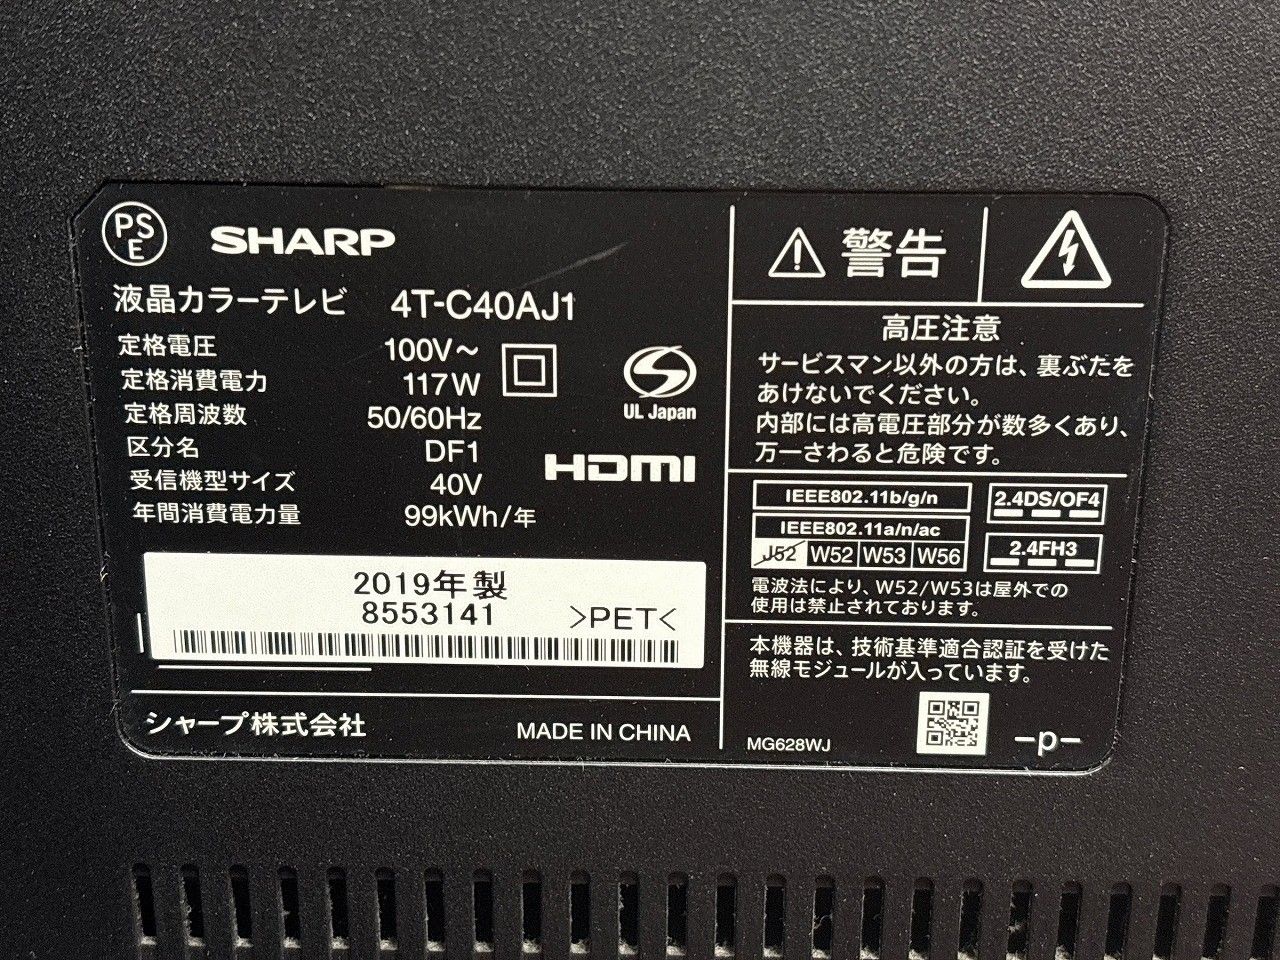 PSE
SHARP
液晶カラーテレビ 4T-C40AJ1
定格電圧 100V～
定格消費電力 117W
定格周波数 50/60Hz
区分名 DF1
受信機型サイズ 40V
年間消費電力量 99kWh/年
UL Japan
HDMI
2019年製
8553141 >PET<
シャープ株式会社 MADE IN CHINA
警告
高圧注意
サービスマン以外の方は、裏ぶたを
あけないでください。
内部には高電圧部分が数多くあり、
万一さわると危険です。
IEEE802.11b/g/n
IEEE802.11a/n/ac
J52 W52 W53 W56
2.4DS/OF4
2.4FH3
電波法により、W52/W53は屋外での
使用は禁止されております。
本機器は、技術基準適合認証を受けた
無線モジュールが入っています。
MG628WJ
-p-